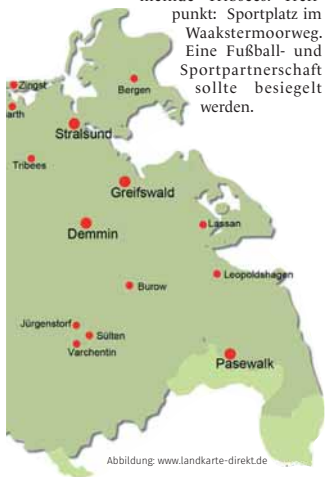 punkt: Sportplatz im
Waakstermoorweg.
Eine Fußball- und
Sportpartnerschaft
sollte besiegelt
werden.
Zingst
Bergen
arth
Stralsund
Tribees
Greifswald
Lassan
Demmin
Leopoldshagen
Burow
Jürgenstorf
Sülten
Varchentin
Pasewalk
Abbildung: www.landkarte-direkt.de